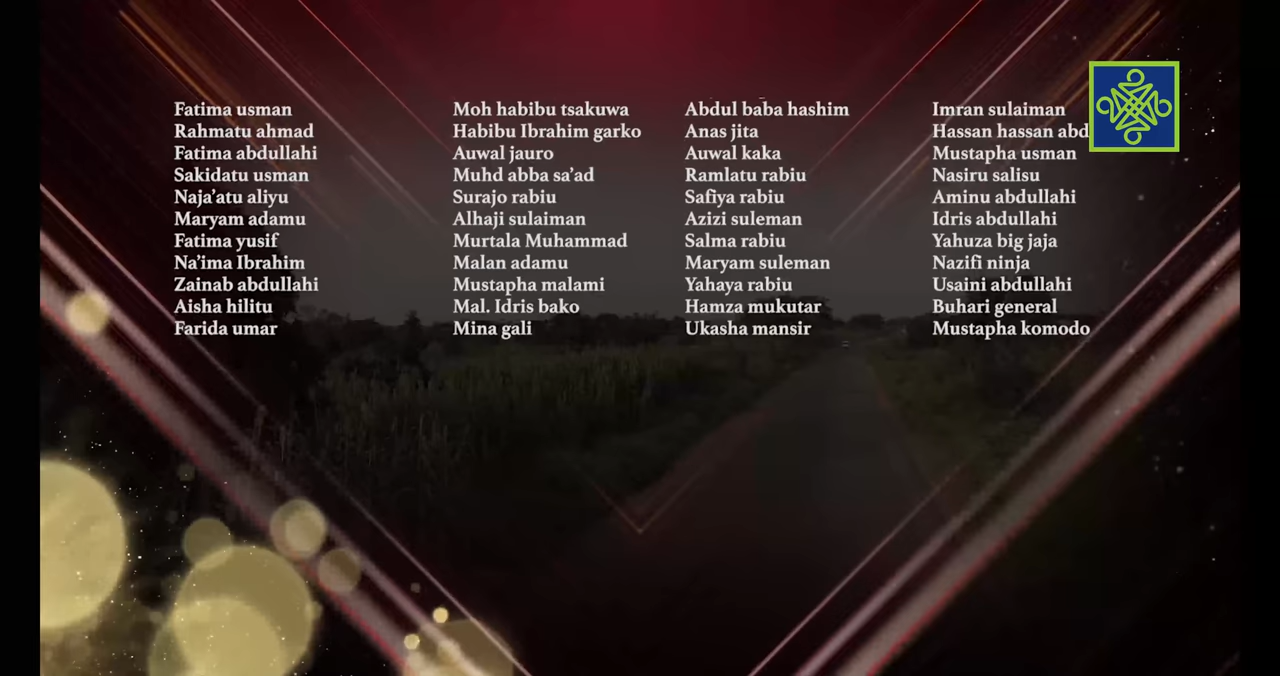 Fatima usman
Rahmatu ahmad
Fatima abdullahi
Sakidatu usman
Naja'atu aliyu
Maryam adamu
Fatima yusif
Na'ima Ibrahim
Zainab abdullahi
Aisha hilitu
Farida umar
Moh habibu tsakuwa
Habibu Ibrahim garko
Auwal jauro
Muhd abba sa'ad
Surajo rabiu
Alhaji sulaiman
Murtala Muhammad
Malan adamu
Mustapha malami
Mal. Idris bako
Mina gali
Abdul baba hashim
Anas jita
Auwal kaka
Ramlatu rabiu
Safiya rabiu
Azizi suleman
Salma rabiu
Maryam suleman
Yahaya rabiu
Hamza mukutar
Ukasha mansir
Imran sulaiman
Hassan hassan abd
Mustapha usman
Nasiru salisu
Aminu abdullahi
Idris abdullahi
Yahuza big jaja
Nazifi ninja
Usaini abdullahi
Buhari general
Mustapha komodo